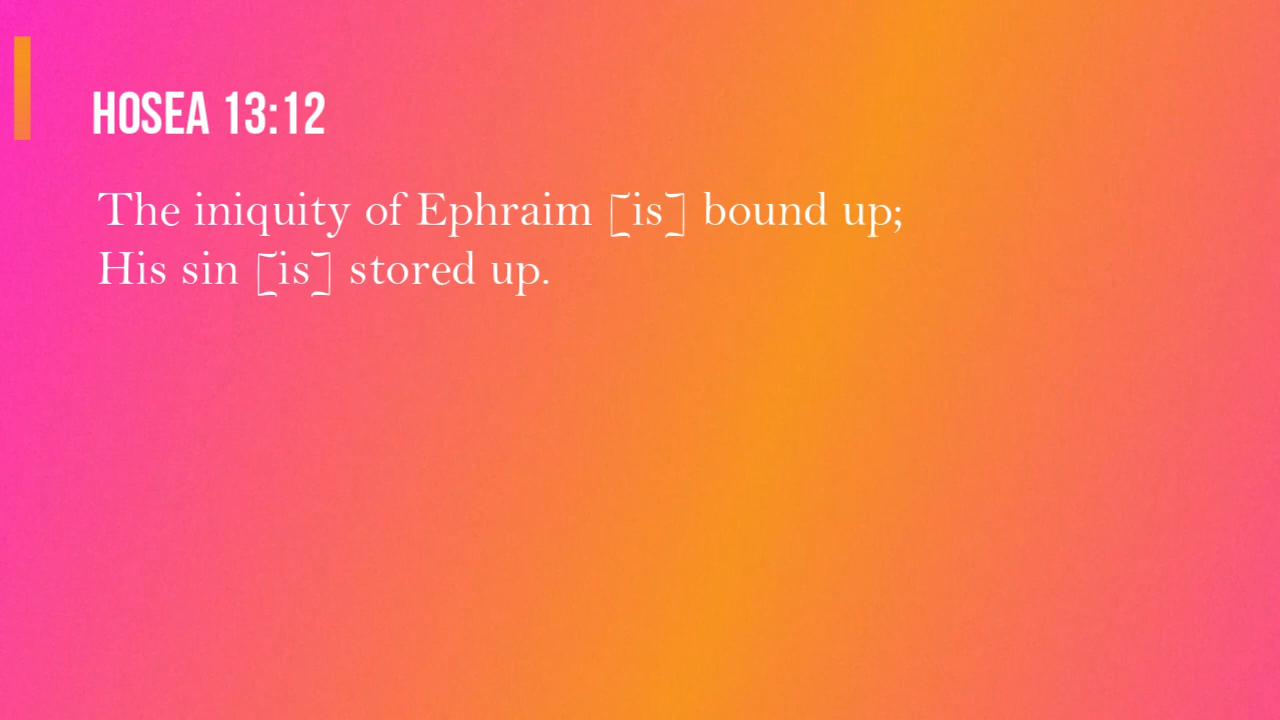 HOSEA 13:12
The iniquity of Ephraim [is] bound up;
His sin [is] stored up.